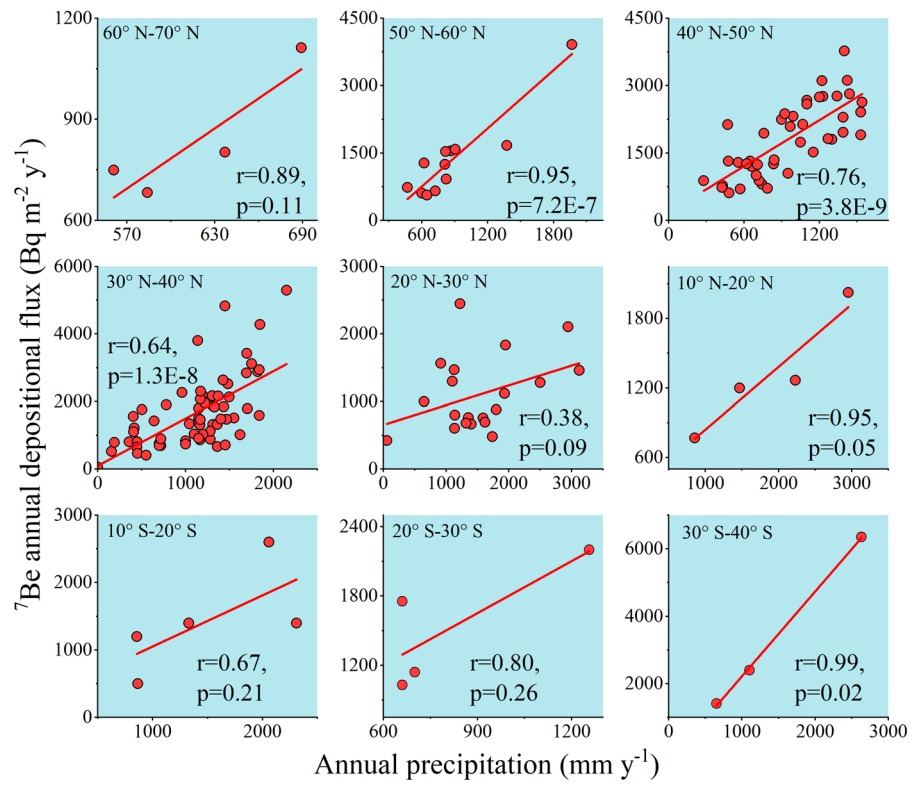 ⁷Be annual depositional flux (Bq m⁻² y⁻¹)
1200
900
600
60° N-70° N
r=0.89,
p=0.11
570 630 690
4500
3000
1500
0
50° N-60° N
r=0.95,
p=7.2E-7
600 1200 1800
4500
3000
1500
0
40° N-50° N
r=0.76,
p=3.8E-9
0 600 1200
6000
4000
2000
0
30° N-40° N
r=0.64,
p=1.3E-8
0 1000 2000
3000
2000
1000
0
20° N-30° N
r=0.38,
p=0.09
0 1000 2000 3000
1800
1200
600
10° N-20° N
r=0.95,
p=0.05
750 1500 2250 3000
3000
2000
1000
0
10° S-20° S
r=0.67,
p=0.21
1000 2000
2400
1800
1200
20° S-30° S
r=0.80,
p=0.26
600 900 1200
6000
4000
2000
30° S-40° S
r=0.99,
p=0.02
0 1000 2000 3000
Annual precipitation (mm y⁻¹)